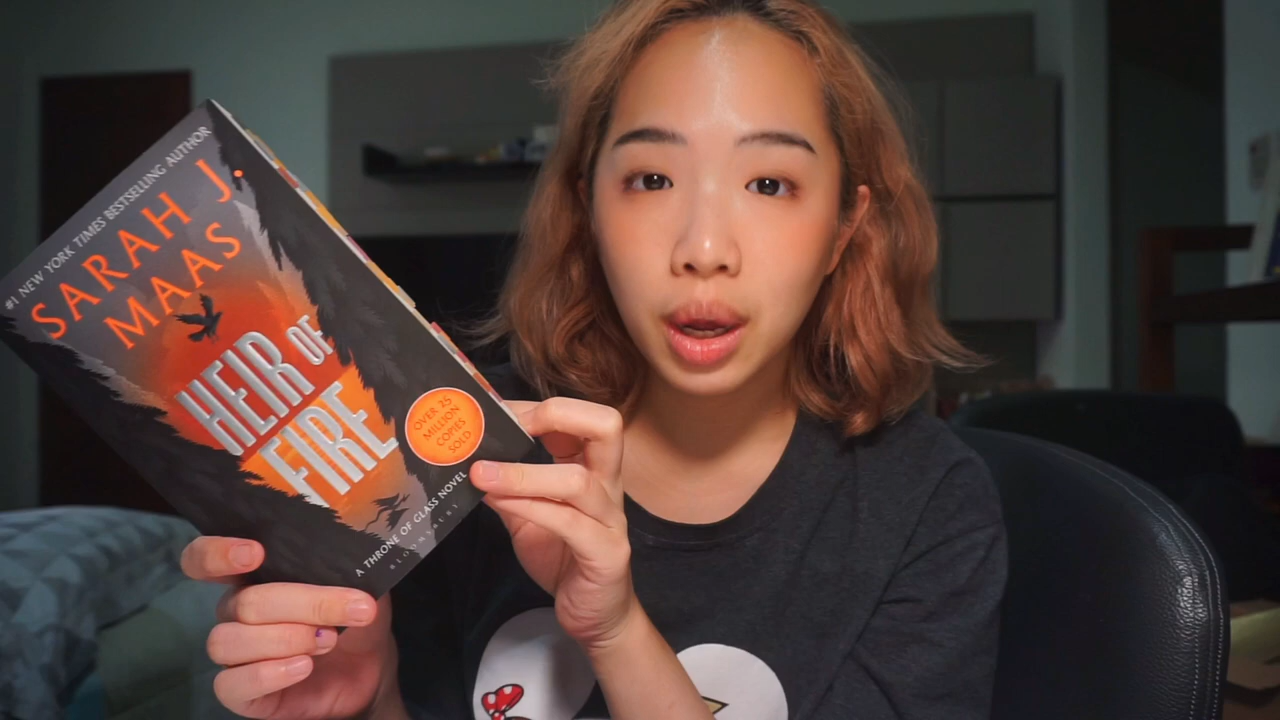 #1 NEW YORK TIMES BESTSELLING AUTHOR
SARAH J.
MAAS
HEIR OF
FIRE
OVER 25
MILLION
COPIES
SOLD
A THRONE OF GLASS NOVEL
BLOOMSBURY